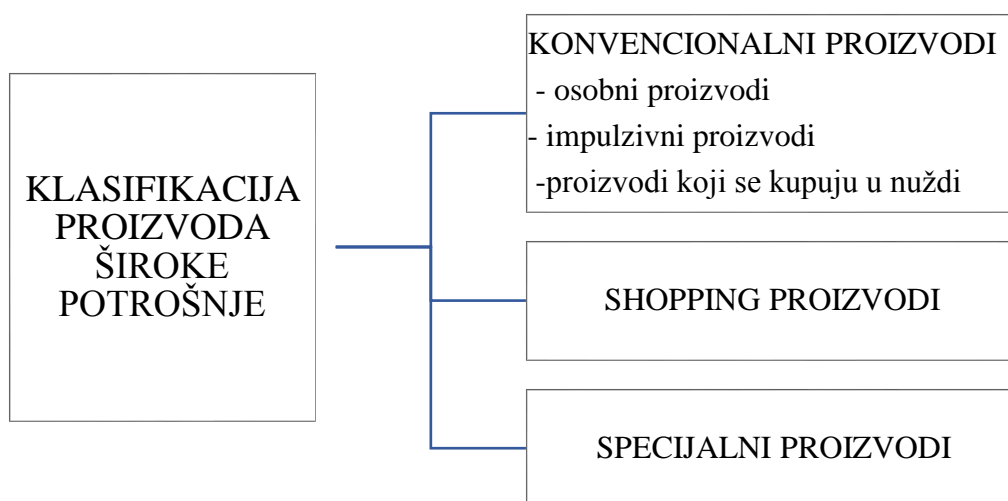 KLASIFIKACIJA
PROIZVODA
ŠIROKE
POTROŠNJE
KONVENCIONALNI PROIZVODI
- osobni proizvodi
- impulzivni proizvodi
-proizvodi koji se kupuju u nuždi
SHOPPING PROIZVODI
SPECIJALNI PROIZVODI